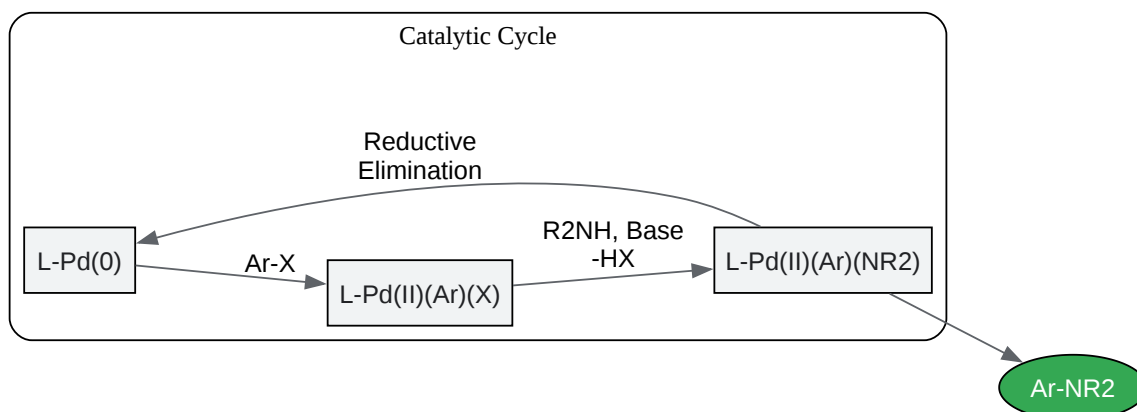 Catalytic Cycle
Reductive
Elimination
L-Pd(0)
Ar-X
L-Pd(II)(Ar)(X)
R2NH, Base
-HX
L-Pd(II)(Ar)(NR2)
Ar-NR2